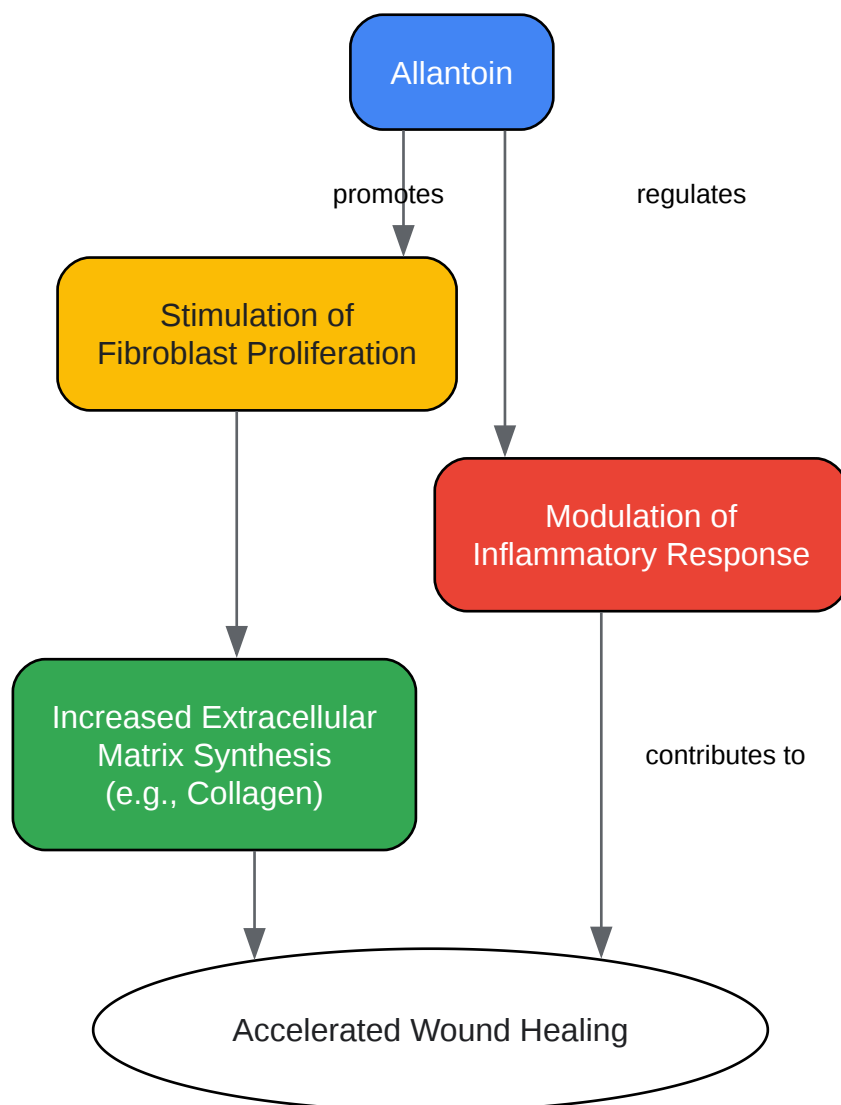 Allantoin
promotes
regulates
Stimulation of
Fibroblast Proliferation
Modulation of
Inflammatory Response
Increased Extracellular
Matrix Synthesis
(e.g., Collagen)
contributes to
Accelerated Wound Healing